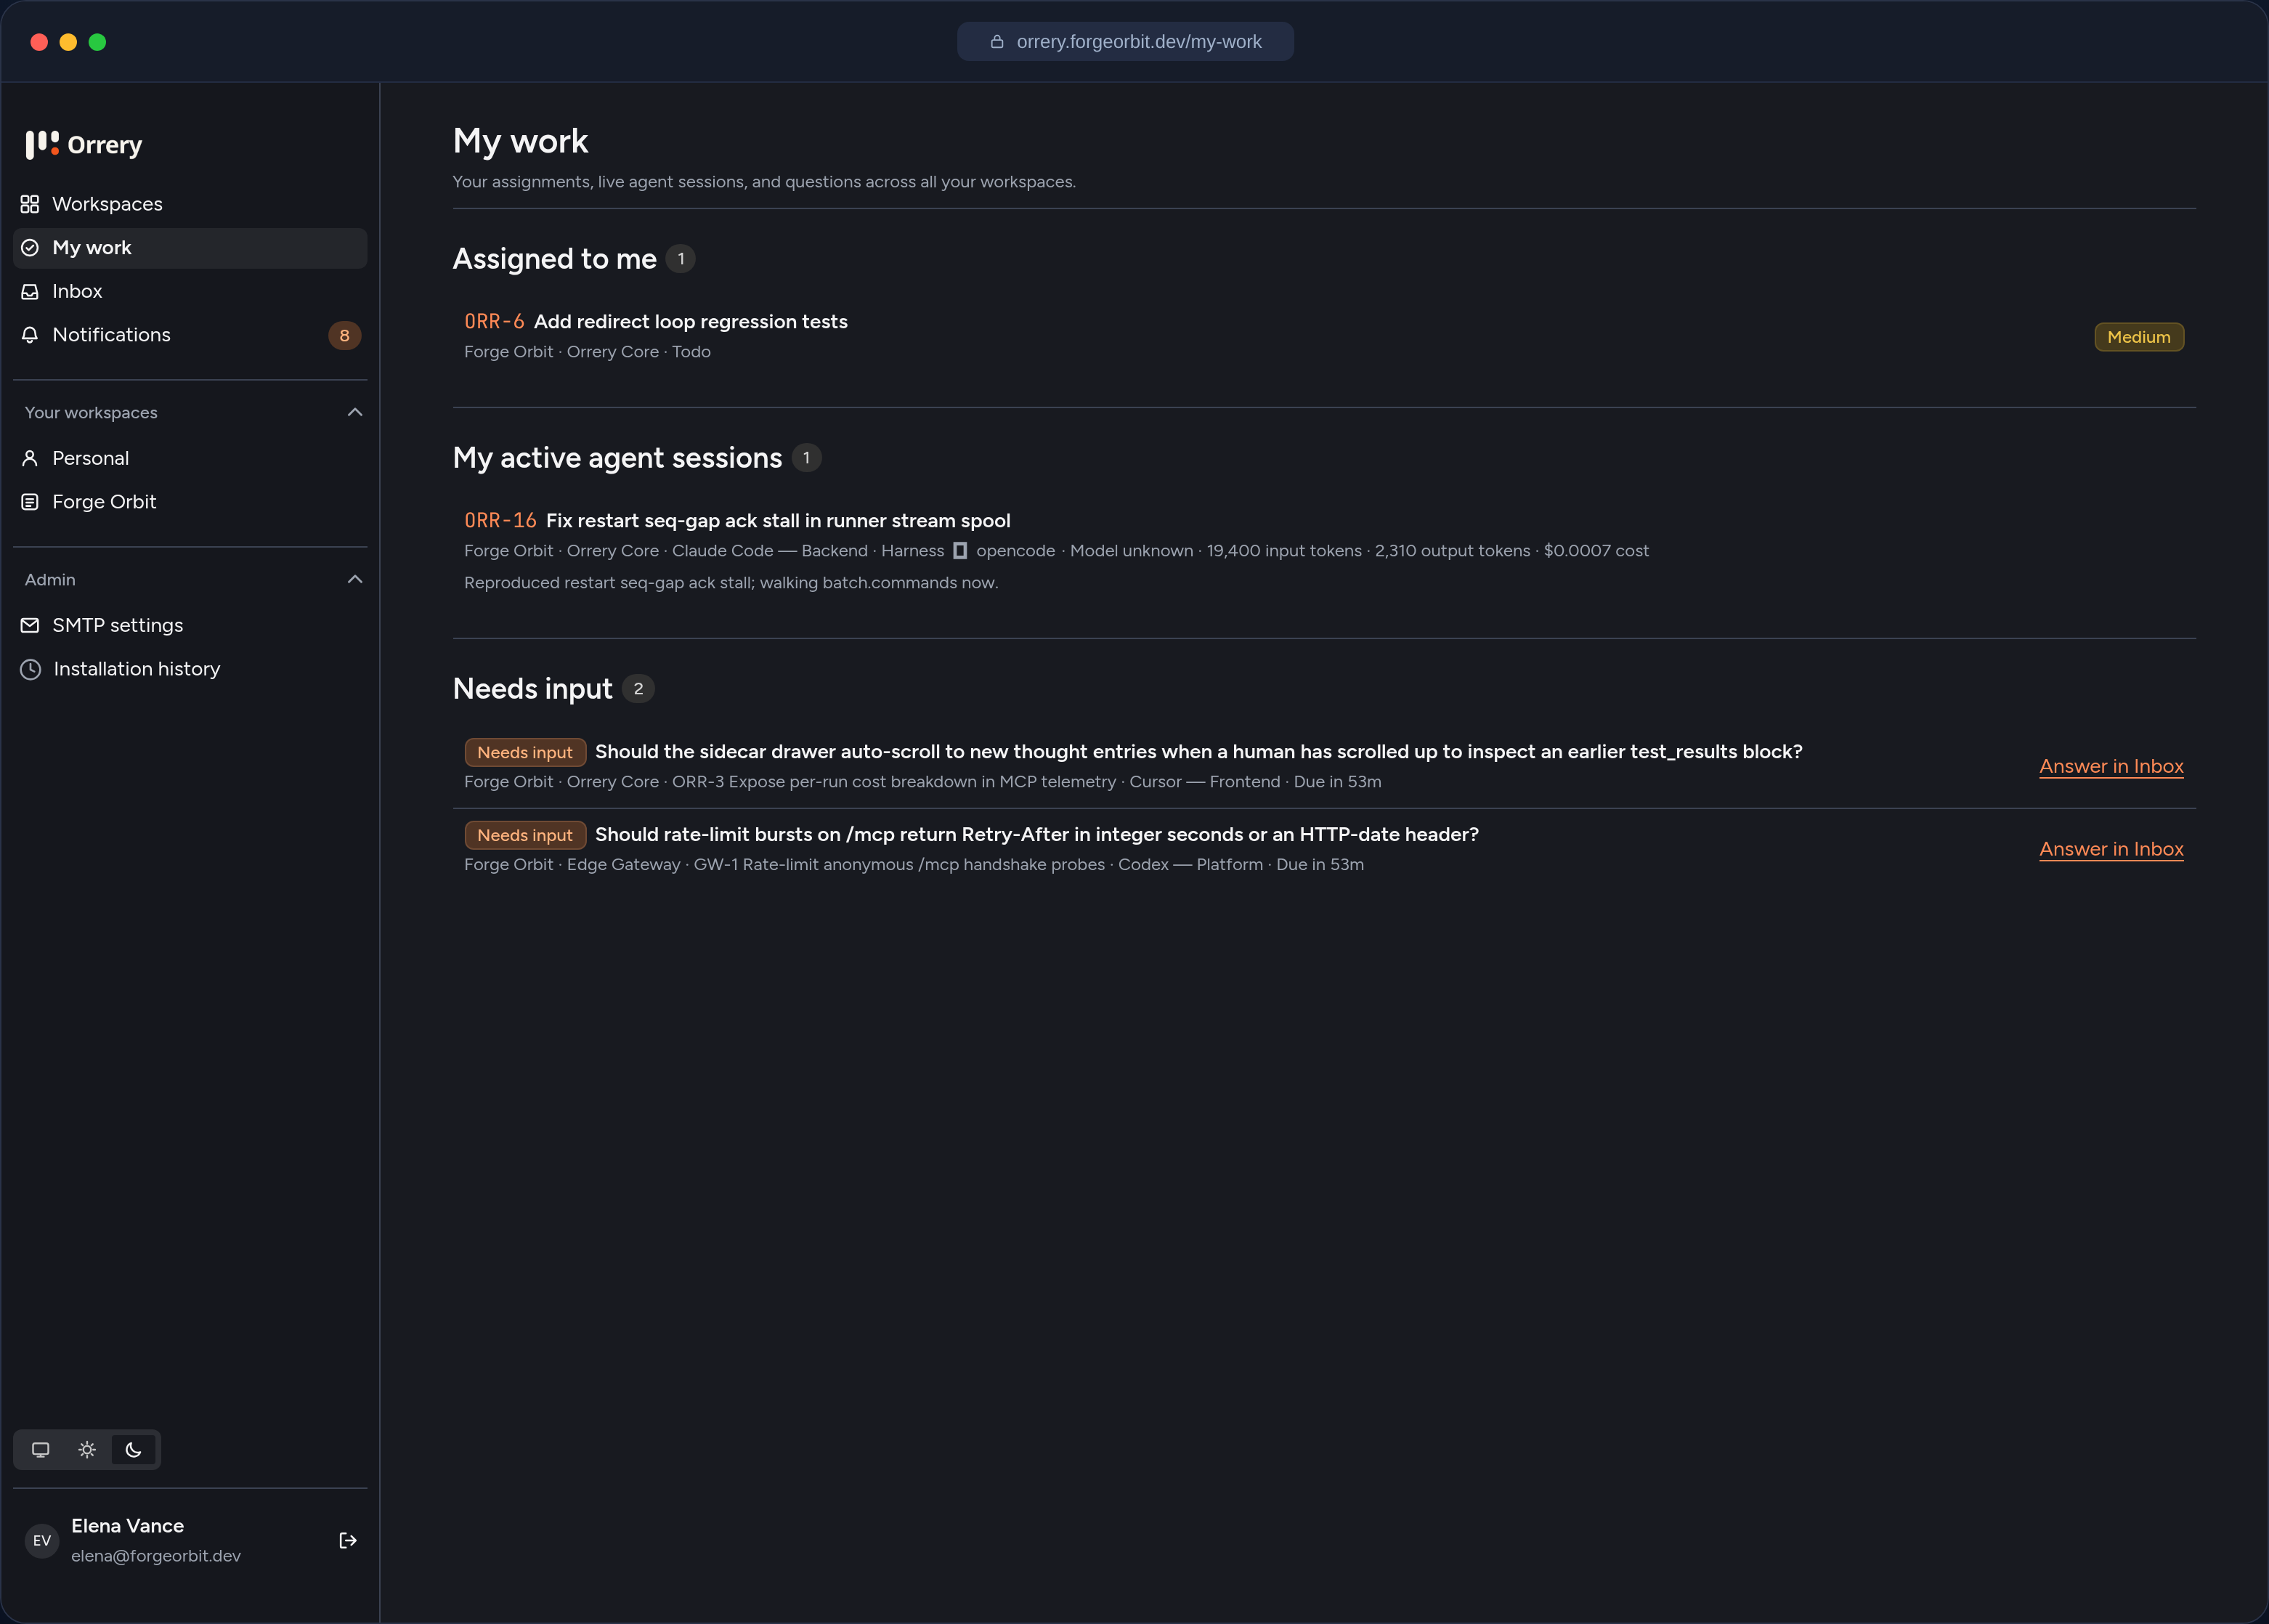 orrery.forgeorbit.dev/my-work
Orrery
Workspaces
My work
Inbox
Notifications 8
Your workspaces
Personal
Forge Orbit
Admin
SMTP settings
Installation history
EV
Elena Vance
elena@forgeorbit.dev
My work
Your assignments, live agent sessions, and questions across all your workspaces.
Assigned to me 1
ORR-6 Add redirect loop regression tests
Forge Orbit · Orrery Core · Todo
Medium
My active agent sessions 1
ORR-16 Fix restart seq-gap ack stall in runner stream spool
Forge Orbit · Orrery Core · Claude Code — Backend · Harness opencode · Model unknown · 19,400 input tokens · 2,310 output tokens · $0.0007 cost
Reproduced restart seq-gap ack stall; walking batch.commands now.
Needs input 2
Needs input Should the sidecar drawer auto-scroll to new thought entries when a human has scrolled up to inspect an earlier test_results block?
Forge Orbit · Orrery Core · ORR-3 Expose per-run cost breakdown in MCP telemetry · Cursor — Frontend · Due in 53m
Answer in Inbox
Needs input Should rate-limit bursts on /mcp return Retry-After in integer seconds or an HTTP-date header?
Forge Orbit · Edge Gateway · GW-1 Rate-limit anonymous /mcp handshake probes · Codex — Platform · Due in 53m
Answer in Inbox